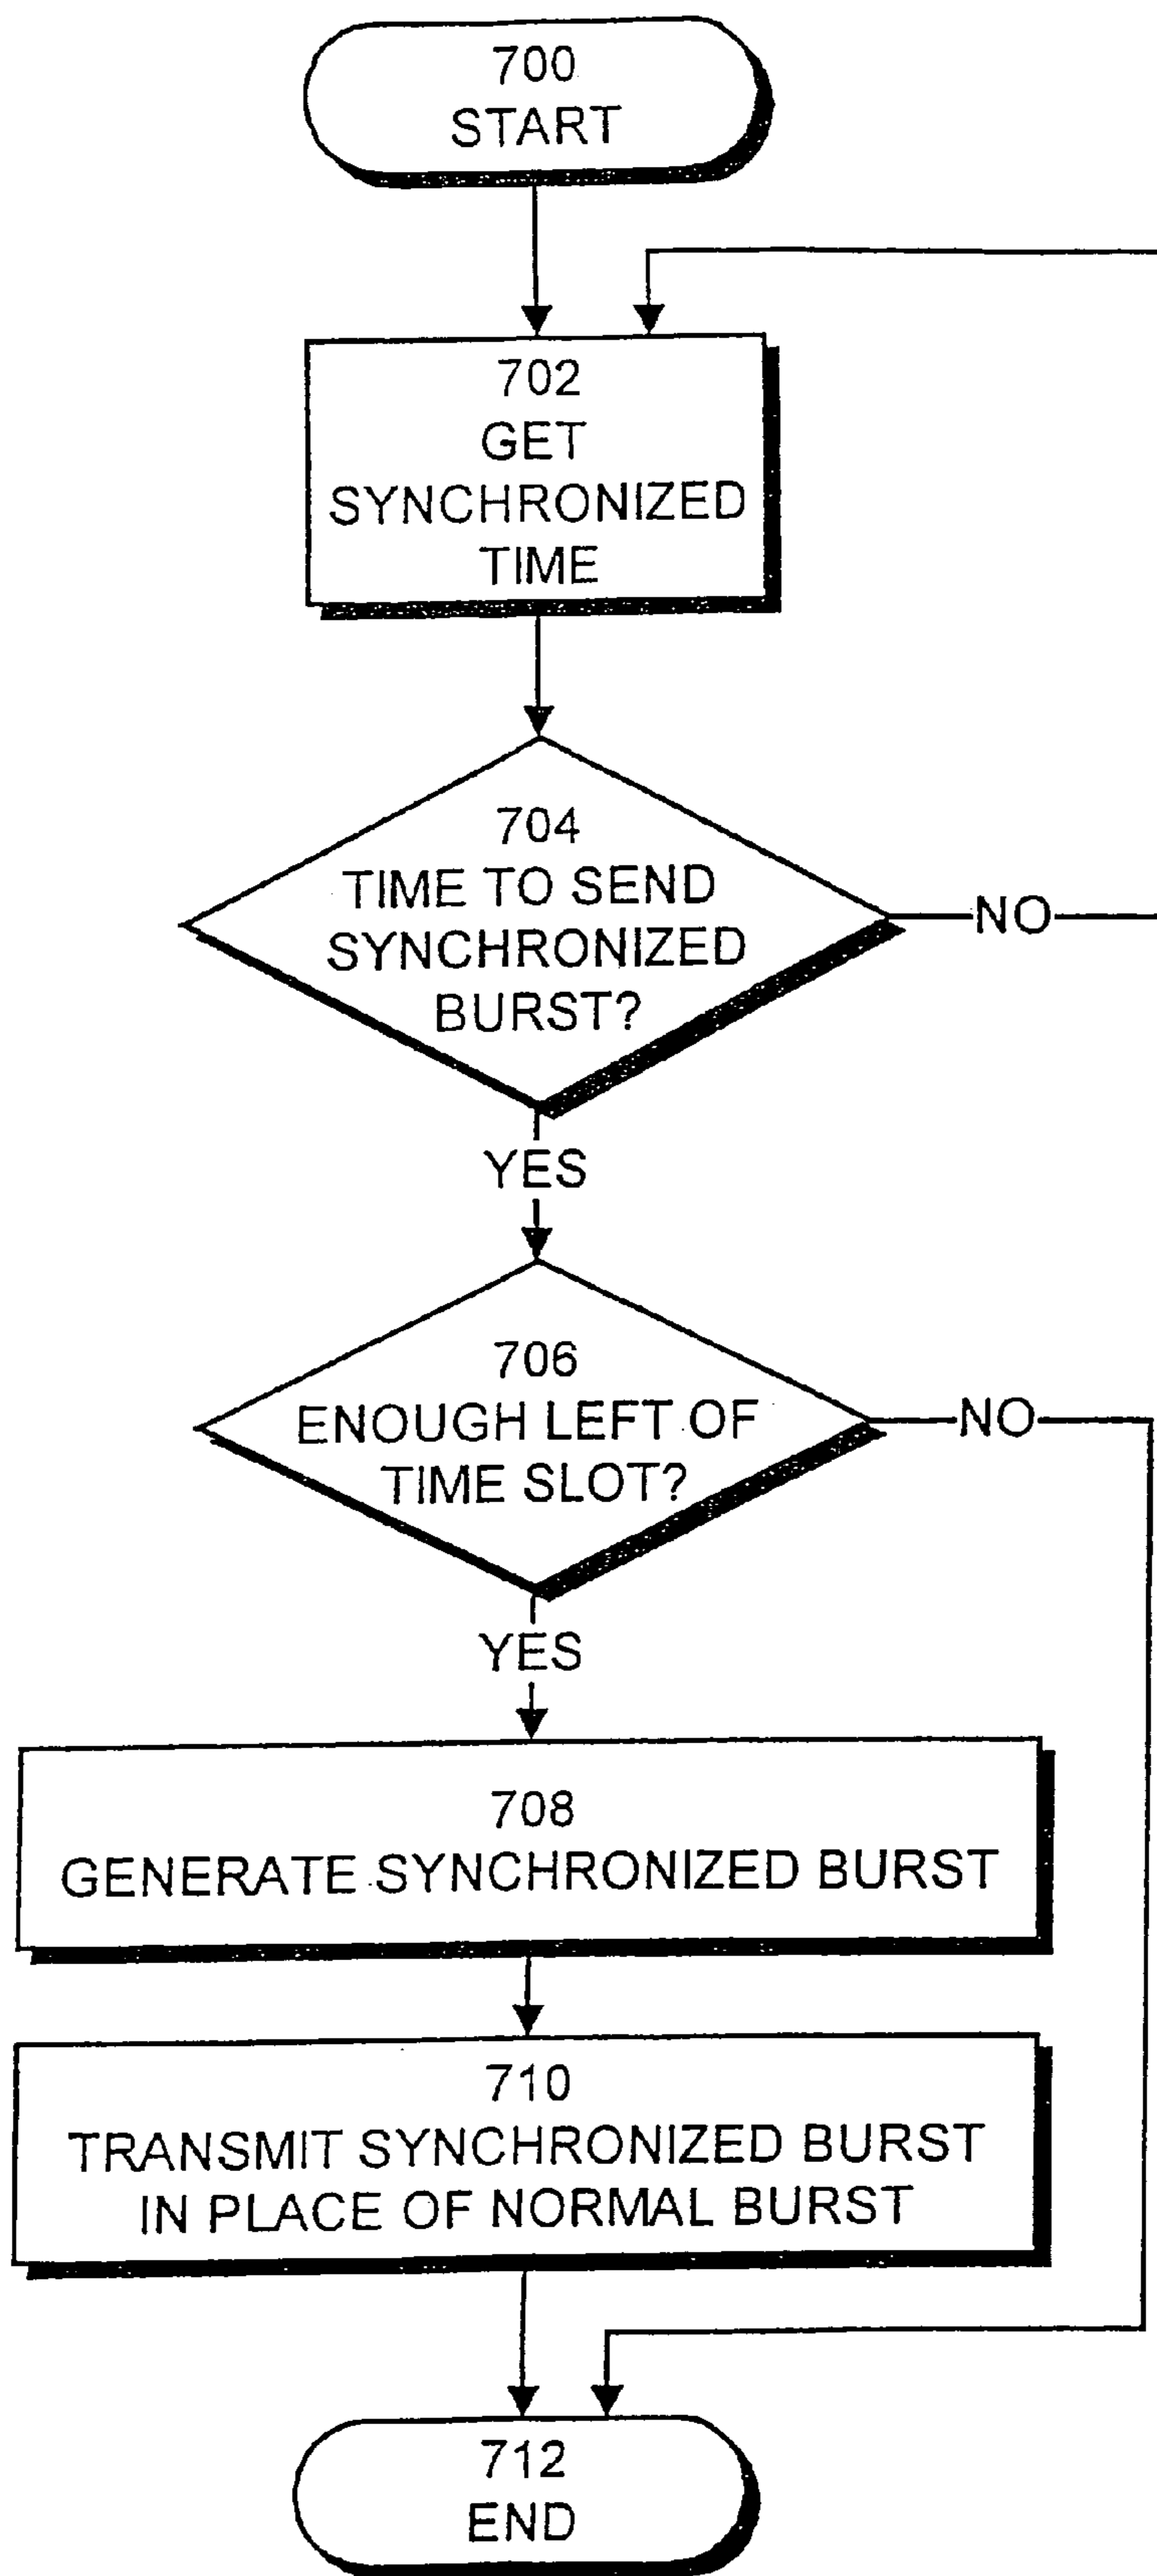 700
START
702
GET
SYNCHRONIZED
TIME
704
TIME TO SEND
SYNCHRONIZED
BURST?
NO
YES
706
ENOUGH LEFT OF
TIME SLOT?
NO
YES
708
GENERATE SYNCHRONIZED BURST
710
TRANSMIT SYNCHRONIZED BURST
IN PLACE OF NORMAL BURST
712
END